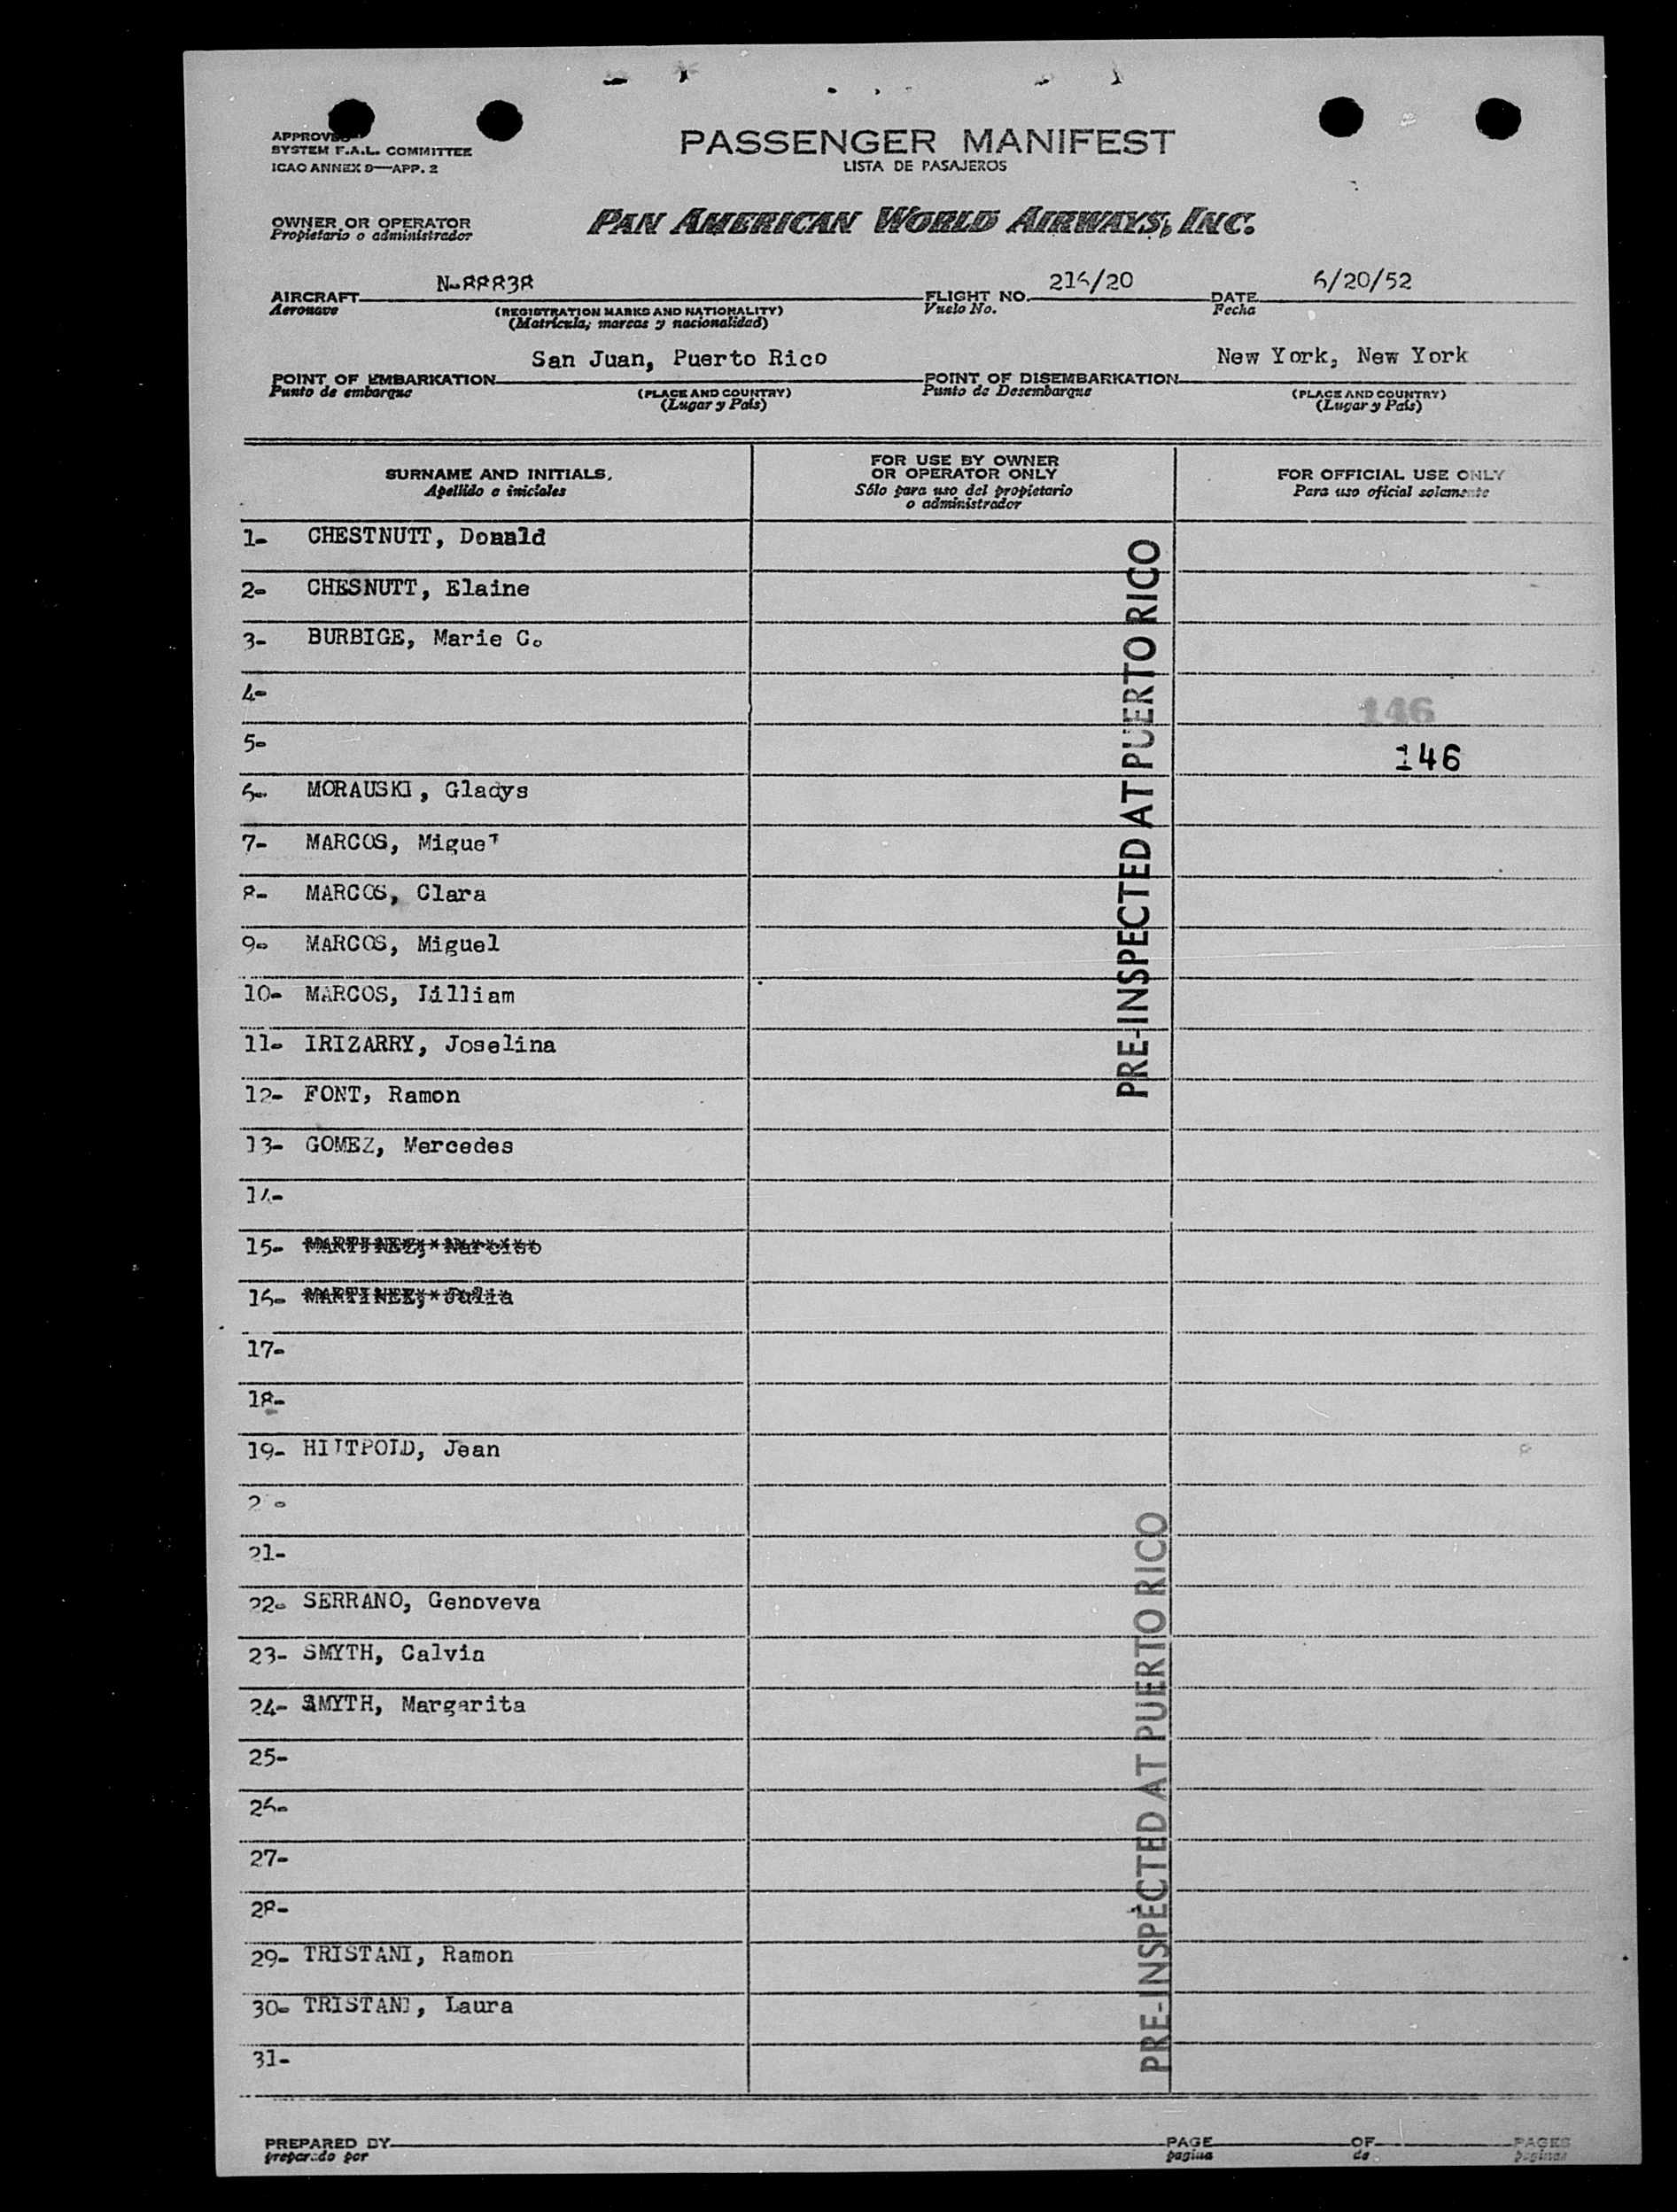 APPROVED
SYSTEM F.A.L. COMMITTEE
ICAO ANNEX 9—APP. 2
PASSENGER MANIFEST
LISTA DE PASAJEROS
OWNER OR OPERATOR
Propietario o administrador
PAN AMERICAN WORLD AIRWAYS, INC.
AIRCRAFT N-88838 FLIGHT NO. 216/20 DATE 6/20/52
Aeronave (REGISTRATION MARKS AND NATIONALITY) Vuelo No. Fecha
(Matrícula; marcas y nacionalidad)
POINT OF EMBARKATION San Juan, Puerto Rico POINT OF DISEMBARKATION New York, New York
Punto de embarque (PLACE AND COUNTRY) Punto de Desembarque (PLACE AND COUNTRY)
(Lugar y País) (Lugar y País)
SURNAME AND INITIALS.
Apellido e iniciales
FOR USE BY OWNER
OR OPERATOR ONLY
Sólo para uso del propietario
o administrador
FOR OFFICIAL USE ONLY
Para uso oficial solamente
1- CHESTNUTT, Donald
2- CHESNUTT, Elaine
3- BURBIGE, Marie C.
4-
146
5-
146
6- MORAUSKI, Gladys
7- MARCOS, Miguel
8- MARCOS, Clara
9- MARCOS, Miguel
10- MARCOS, Lilliam
11- IRIZARRY, Joselina
12- FONT, Ramon
13- GOMEZ, Mercedes
14-
15- MARTINEZ, Narciso
16- MARTINEZ, Julia
17-
18-
19- Jean
20-
21-
22- SERRANO, Genoveva
23- SMYTH, Calvin
24- SMYTH, Margarita
25-
26-
27-
28-
29- TRISTANI, Ramon
30- TRISTANI, Laura
31-
PRE-INSPECTED AT PUERTO RICO
PRE-INSPECTED AT PUERTO RICO
PREPARED BY PAGE OF PAGES
preparado por pagina de paginas